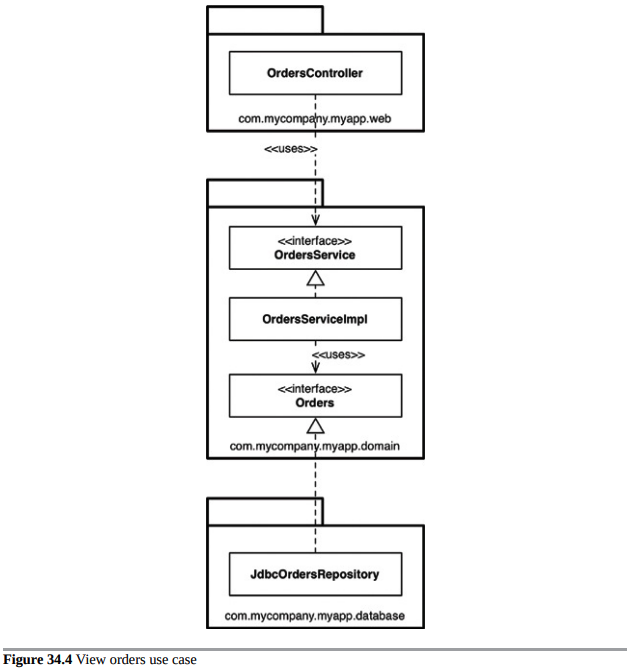 OrdersController
com.mycompany.myapp.web
<<uses>>
<<interface>>
OrdersService
OrdersServiceImpl
<<uses>>
<<interface>>
Orders
com.mycompany.myapp.domain
JdbcOrdersRepository
com.mycompany.myapp.database
Figure 34.4 View orders use case